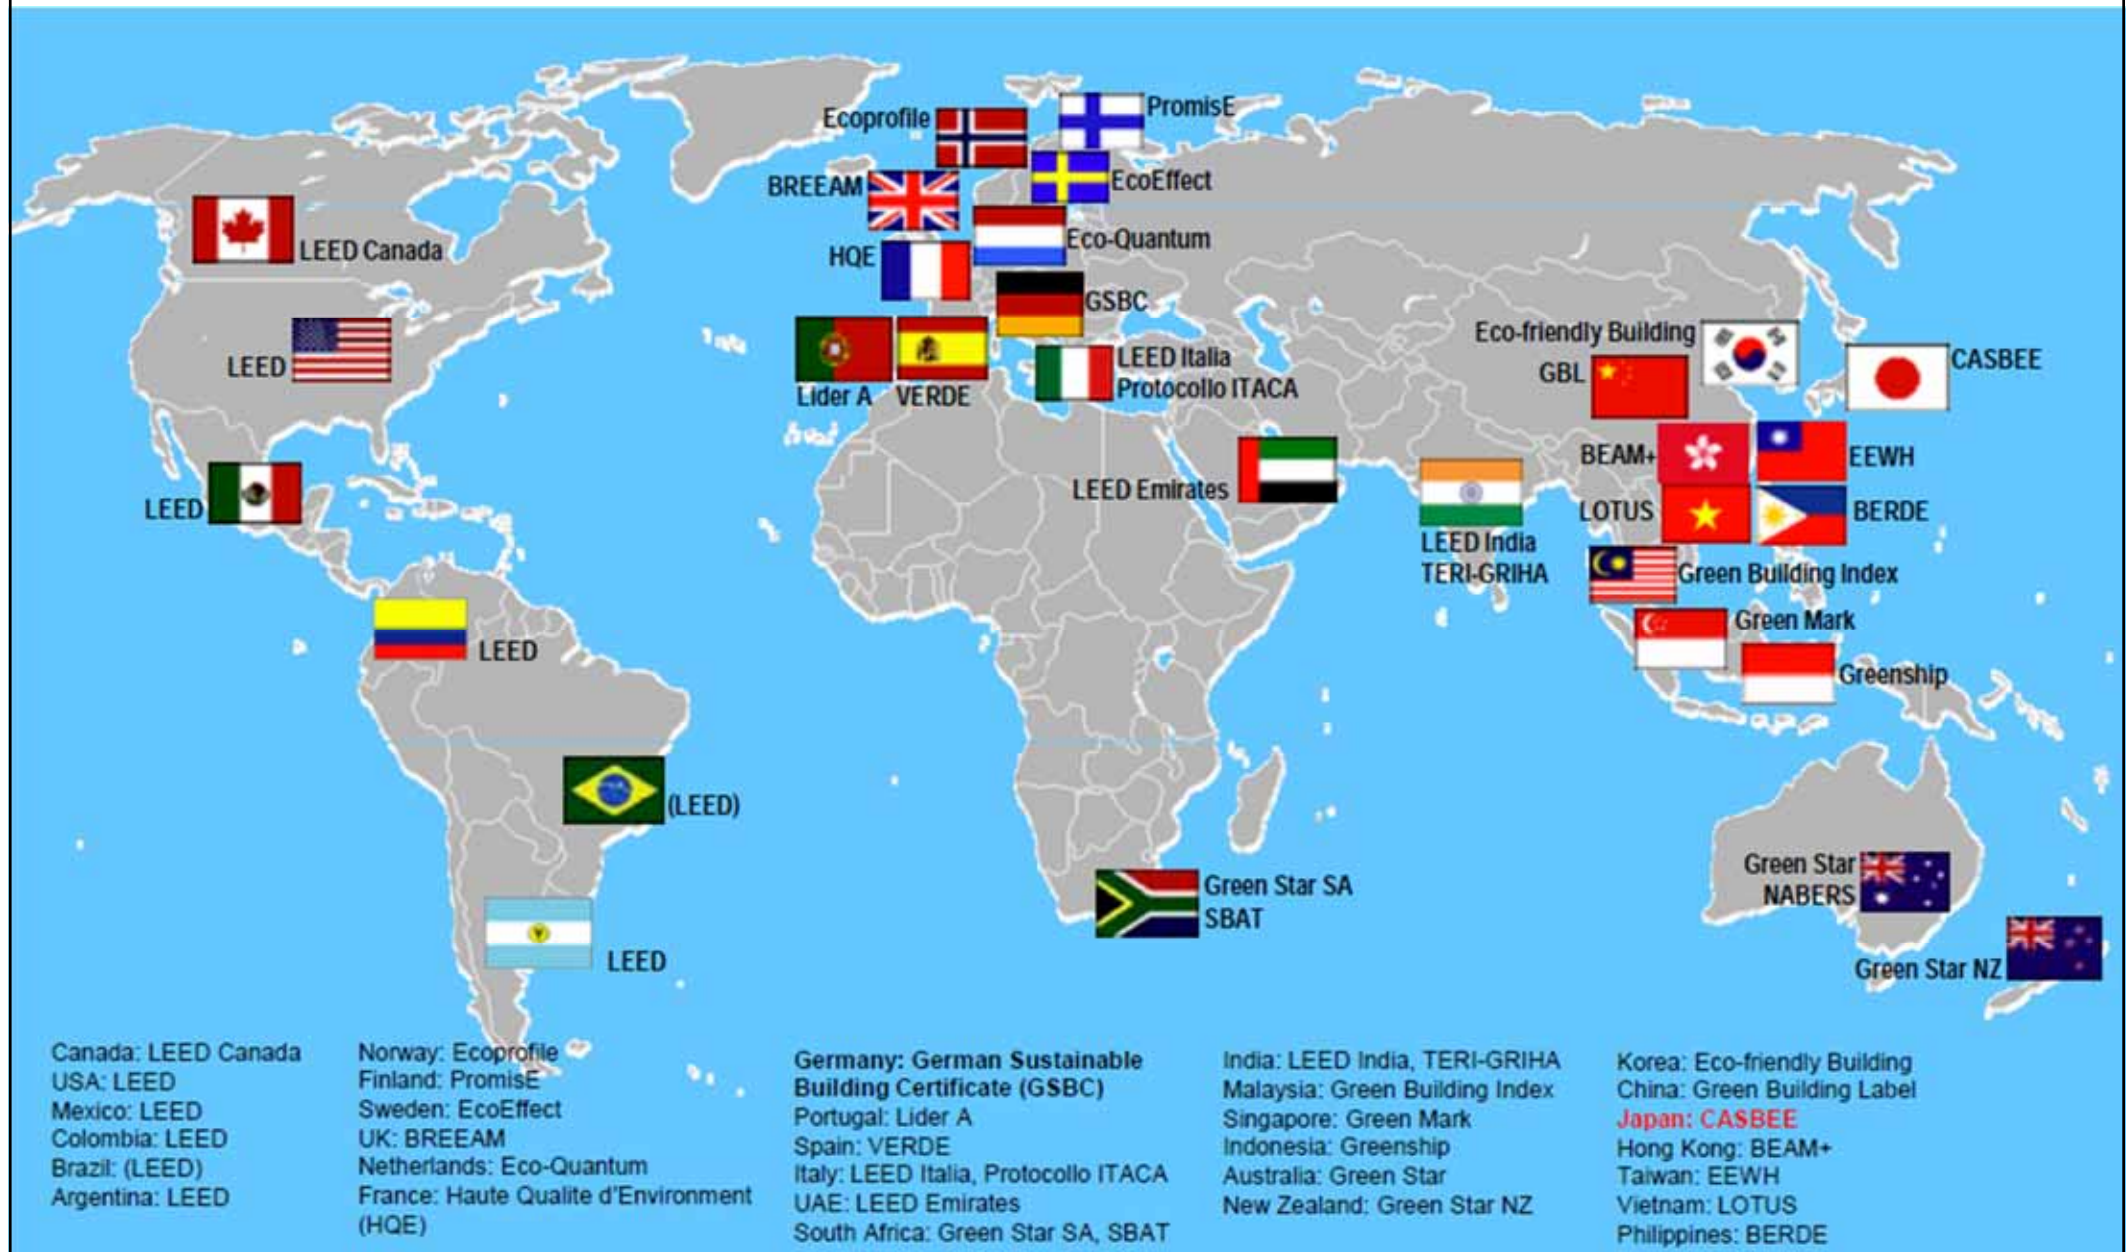 Ecoprofile
PromisE
BREEAM
EcoEffect
LEED Canada
HQE
Eco-Quantum
GSBC
LEED
Lider A
VERDE
LEED Italia
Protocollo ITACA
Eco-friendly Building
GBL
CASBEE
LEED
LEED Emirates
LEED India
TERI-GRIHA
BEAM+
EEWH
LOTUS
BERDE
Green Building Index
Green Mark
Greenship
LEED
(LEED)
LEED
Green Star SA
SBAT
Green Star
NABERS
Green Star NZ
Canada: LEED Canada
USA: LEED
Mexico: LEED
Colombia: LEED
Brazil: (LEED)
Argentina: LEED
Norway: Ecoprofile
Finland: PromisE
Sweden: EcoEffect
UK: BREEAM
Netherlands: Eco-Quantum
France: Haute Qualite d'Environment
(HQE)
Germany: German Sustainable
Building Certificate (GSBC)
Portugal: Lider A
Spain: VERDE
Italy: LEED Italia, Protocollo ITACA
UAE: LEED Emirates
South Africa: Green Star SA, SBAT
India: LEED India, TERI-GRIHA
Malaysia: Green Building Index
Singapore: Green Mark
Indonesia: Greenship
Australia: Green Star
New Zealand: Green Star NZ
Korea: Eco-friendly Building
China: Green Building Label
Japan: CASBEE
Hong Kong: BEAM+
Taiwan: EEWH
Vietnam: LOTUS
Philippines: BERDE